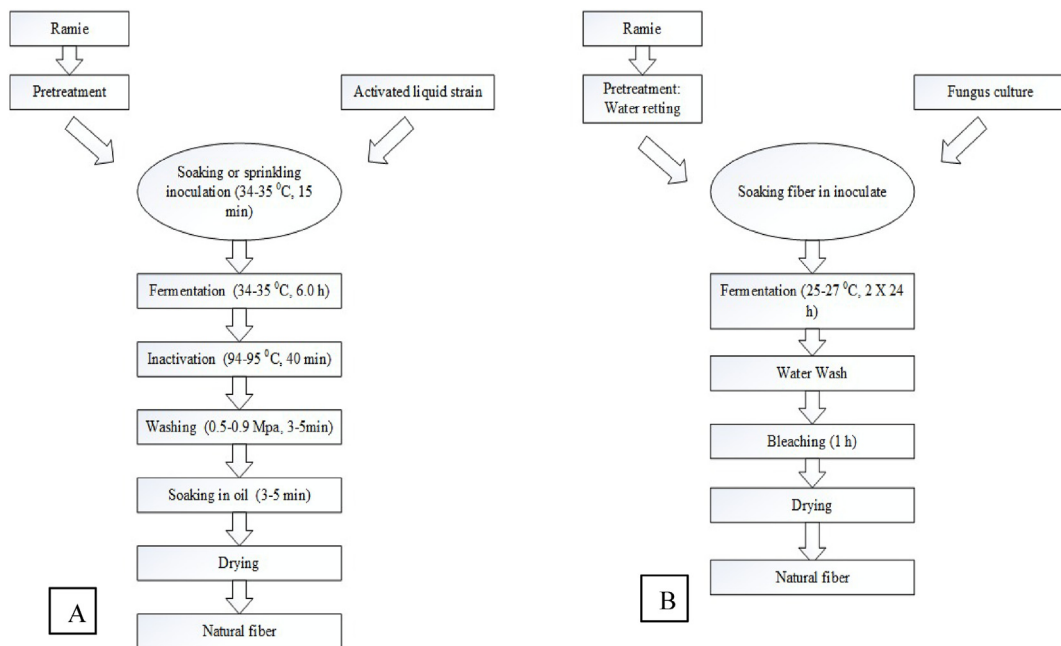 Ramie
Pretreatment
Activated liquid strain
Soaking or sprinkling
inoculation (34-35 ⁰C, 15
min)
Fermentation (34-35 ⁰C, 6.0 h)
Inactivation (94-95 ⁰C, 40 min)
Washing (0.5-0.9 Mpa, 3-5min)
Soaking in oil (3-5 min)
Drying
Natural fiber
A
Ramie
Pretreatment:
Water retting
Fungus culture
Soaking fiber in inoculate
Fermentation (25-27 ⁰C, 2 X 24
h)
Water Wash
Bleaching (1 h)
Drying
Natural fiber
B